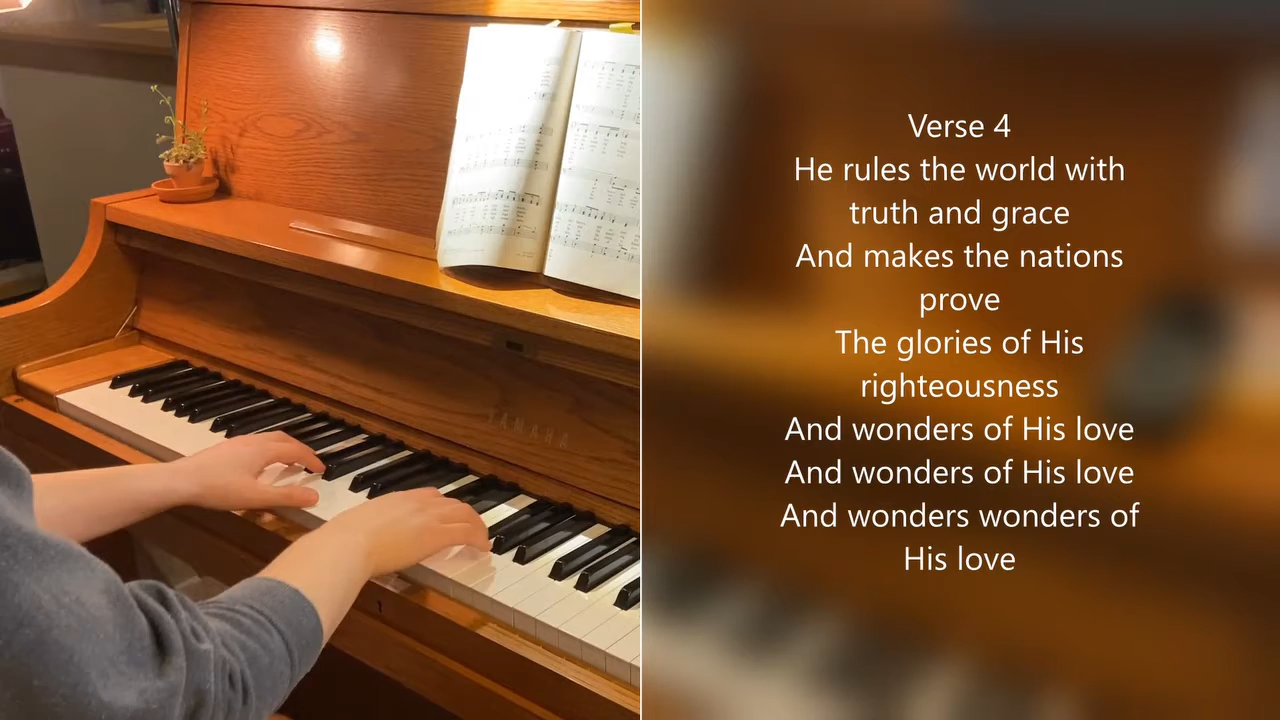 Verse 4
He rules the world with
truth and grace
And makes the nations
prove
The glories of His
righteousness
And wonders of His love
And wonders of His love
And wonders wonders of
His love
YAMAHA